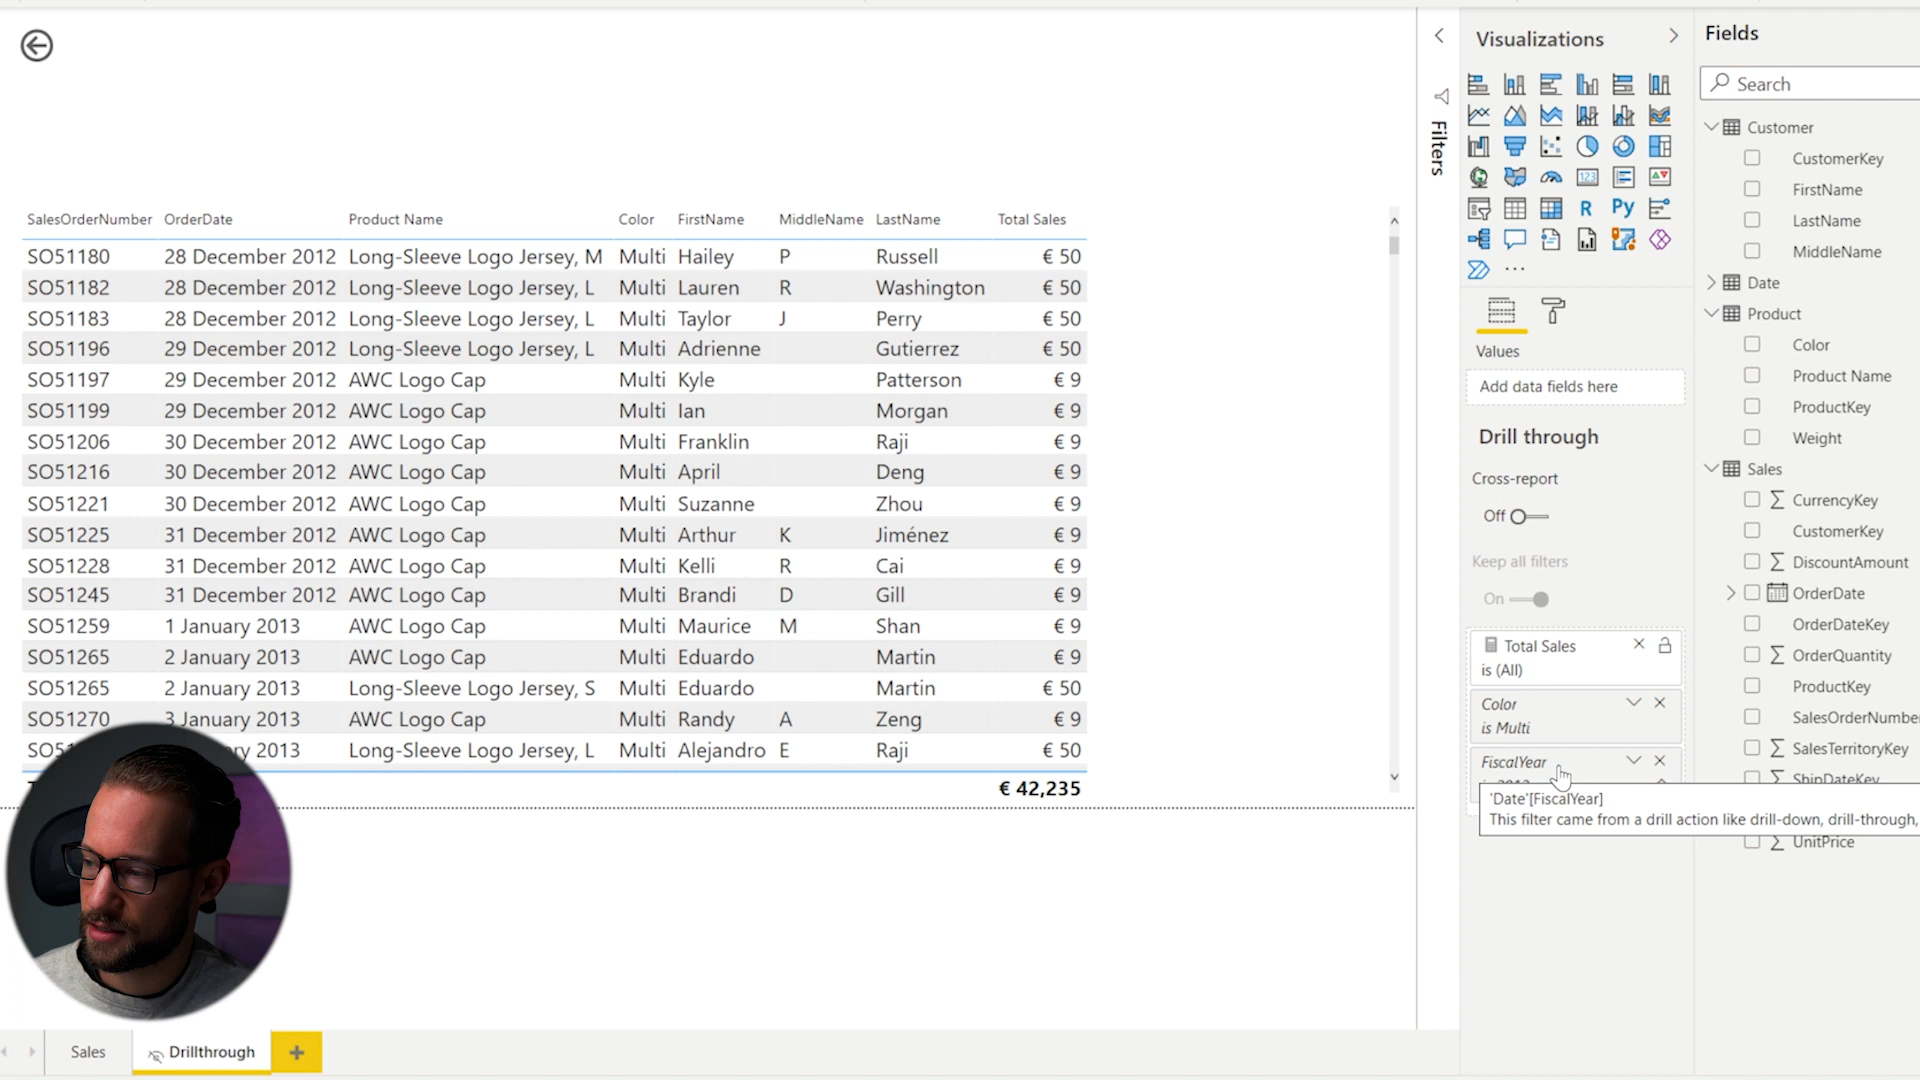 Visualizations
Fields
Search
Filters
SalesOrderNumber OrderDate Product Name Color FirstName MiddleName LastName Total Sales
SO51180 28 December 2012 Long-Sleeve Logo Jersey, M Multi Hailey P Russell € 50
SO51182 28 December 2012 Long-Sleeve Logo Jersey, L Multi Lauren R Washington € 50
SO51183 28 December 2012 Long-Sleeve Logo Jersey, L Multi Taylor J Perry € 50
SO51196 29 December 2012 Long-Sleeve Logo Jersey, L Multi Adrienne Gutierrez € 50
SO51197 29 December 2012 AWC Logo Cap Multi Kyle Patterson € 9
SO51199 29 December 2012 AWC Logo Cap Multi Ian Morgan € 9
SO51206 30 December 2012 AWC Logo Cap Multi Franklin Raji € 9
SO51216 30 December 2012 AWC Logo Cap Multi April Deng € 9
SO51221 30 December 2012 AWC Logo Cap Multi Suzanne Zhou € 9
SO51225 31 December 2012 AWC Logo Cap Multi Arthur K Jiménez € 9
SO51228 31 December 2012 AWC Logo Cap Multi Kelli R Cai € 9
SO51245 31 December 2012 AWC Logo Cap Multi Brandi D Gill € 9
SO51259 1 January 2013 AWC Logo Cap Multi Maurice M Shan € 9
SO51265 2 January 2013 AWC Logo Cap Multi Eduardo Martin € 9
SO51265 2 January 2013 Long-Sleeve Logo Jersey, S Multi Eduardo Martin € 50
SO51270 3 January 2013 AWC Logo Cap Multi Randy A Zeng € 9
2013 Long-Sleeve Logo Jersey, L Multi Alejandro E Raji € 50
€ 42,235
Sales
Drillthrough
+
123
R
Py
...
Values
Add data fields here
Drill through
Cross-report
Off
Keep all filters
On
Total Sales
is (All)
Color
is Multi
FiscalYear
'Date'[FiscalYear]
This filter came from a drill action like drill-down, drill-through,
Customer
CustomerKey
FirstName
LastName
MiddleName
Date
Product
Color
Product Name
ProductKey
Weight
Sales
CurrencyKey
CustomerKey
DiscountAmount
OrderDate
OrderDateKey
OrderQuantity
ProductKey
SalesOrderNumber
SalesTerritoryKey
ShipDateKey
UnitPrice